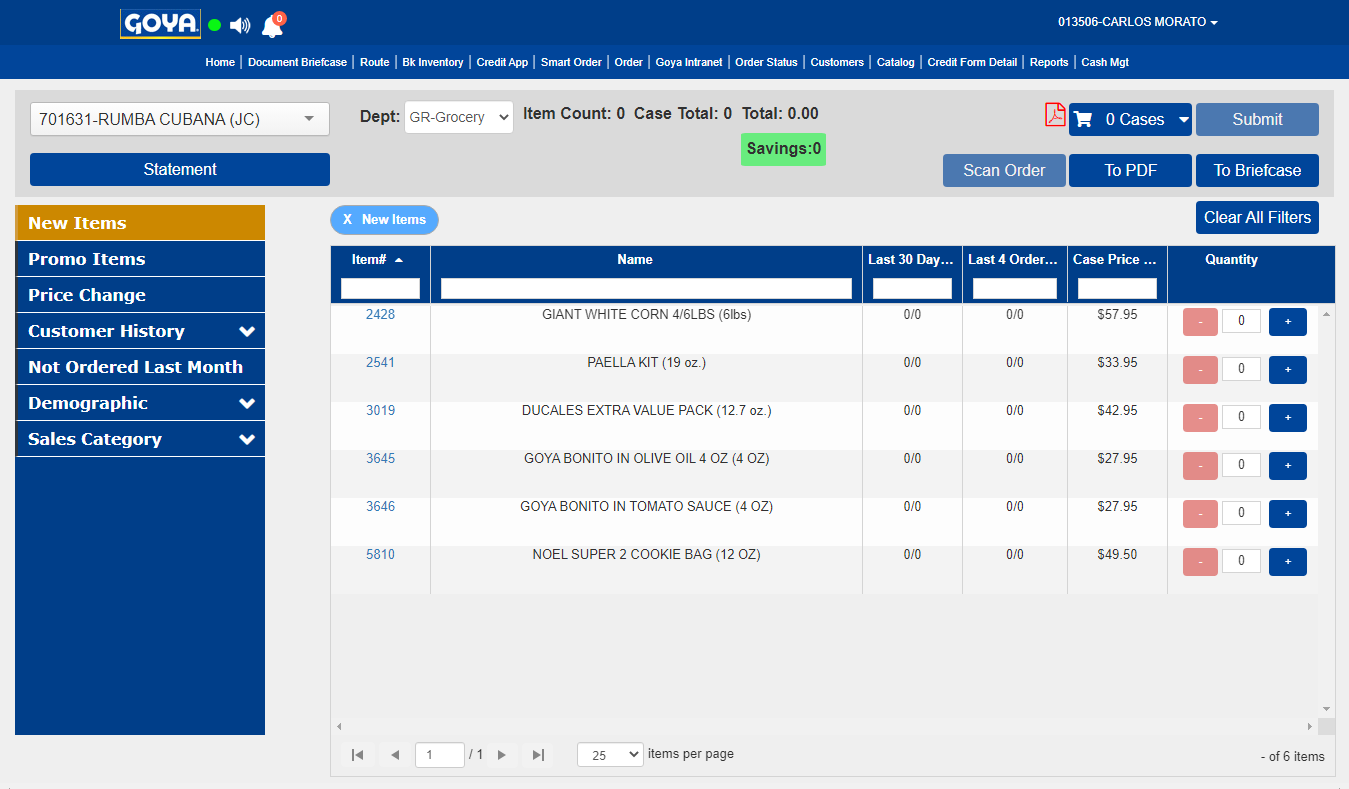 GOYA
0
013506-CARLOS MORATO
Home | Document Briefcase | Route | Bk Inventory | Credit App | Smart Order | Order | Goya Intranet | Order Status | Customers | Catalog | Credit Form Detail | Reports | Cash Mgt
701631-RUMBA CUBANA (JC)
Dept: GR-Grocery Item Count: 0 Case Total: 0 Total: 0.00
0 Cases Submit
Savings:0
Statement
Scan Order To PDF To Briefcase
New Items
Promo Items
Price Change
Customer History
Not Ordered Last Month
Demographic
Sales Category
X New Items
Clear All Filters
Item# Name Last 30 Day... Last 4 Order... Case Price ... Quantity
2428 GIANT WHITE CORN 4/6LBS (6lbs) 0/0 0/0 $57.95 - 0 +
2541 PAELLA KIT (19 oz.) 0/0 0/0 $33.95 - 0 +
3019 DUCALES EXTRA VALUE PACK (12.7 oz.) 0/0 0/0 $42.95 - 0 +
3645 GOYA BONITO IN OLIVE OIL 4 OZ (4 OZ) 0/0 0/0 $27.95 - 0 +
3646 GOYA BONITO IN TOMATO SAUCE (4 OZ) 0/0 0/0 $27.95 - 0 +
5810 NOEL SUPER 2 COOKIE BAG (12 OZ) 0/0 0/0 $49.50 - 0 +
1 / 1 25 items per page
- of 6 items